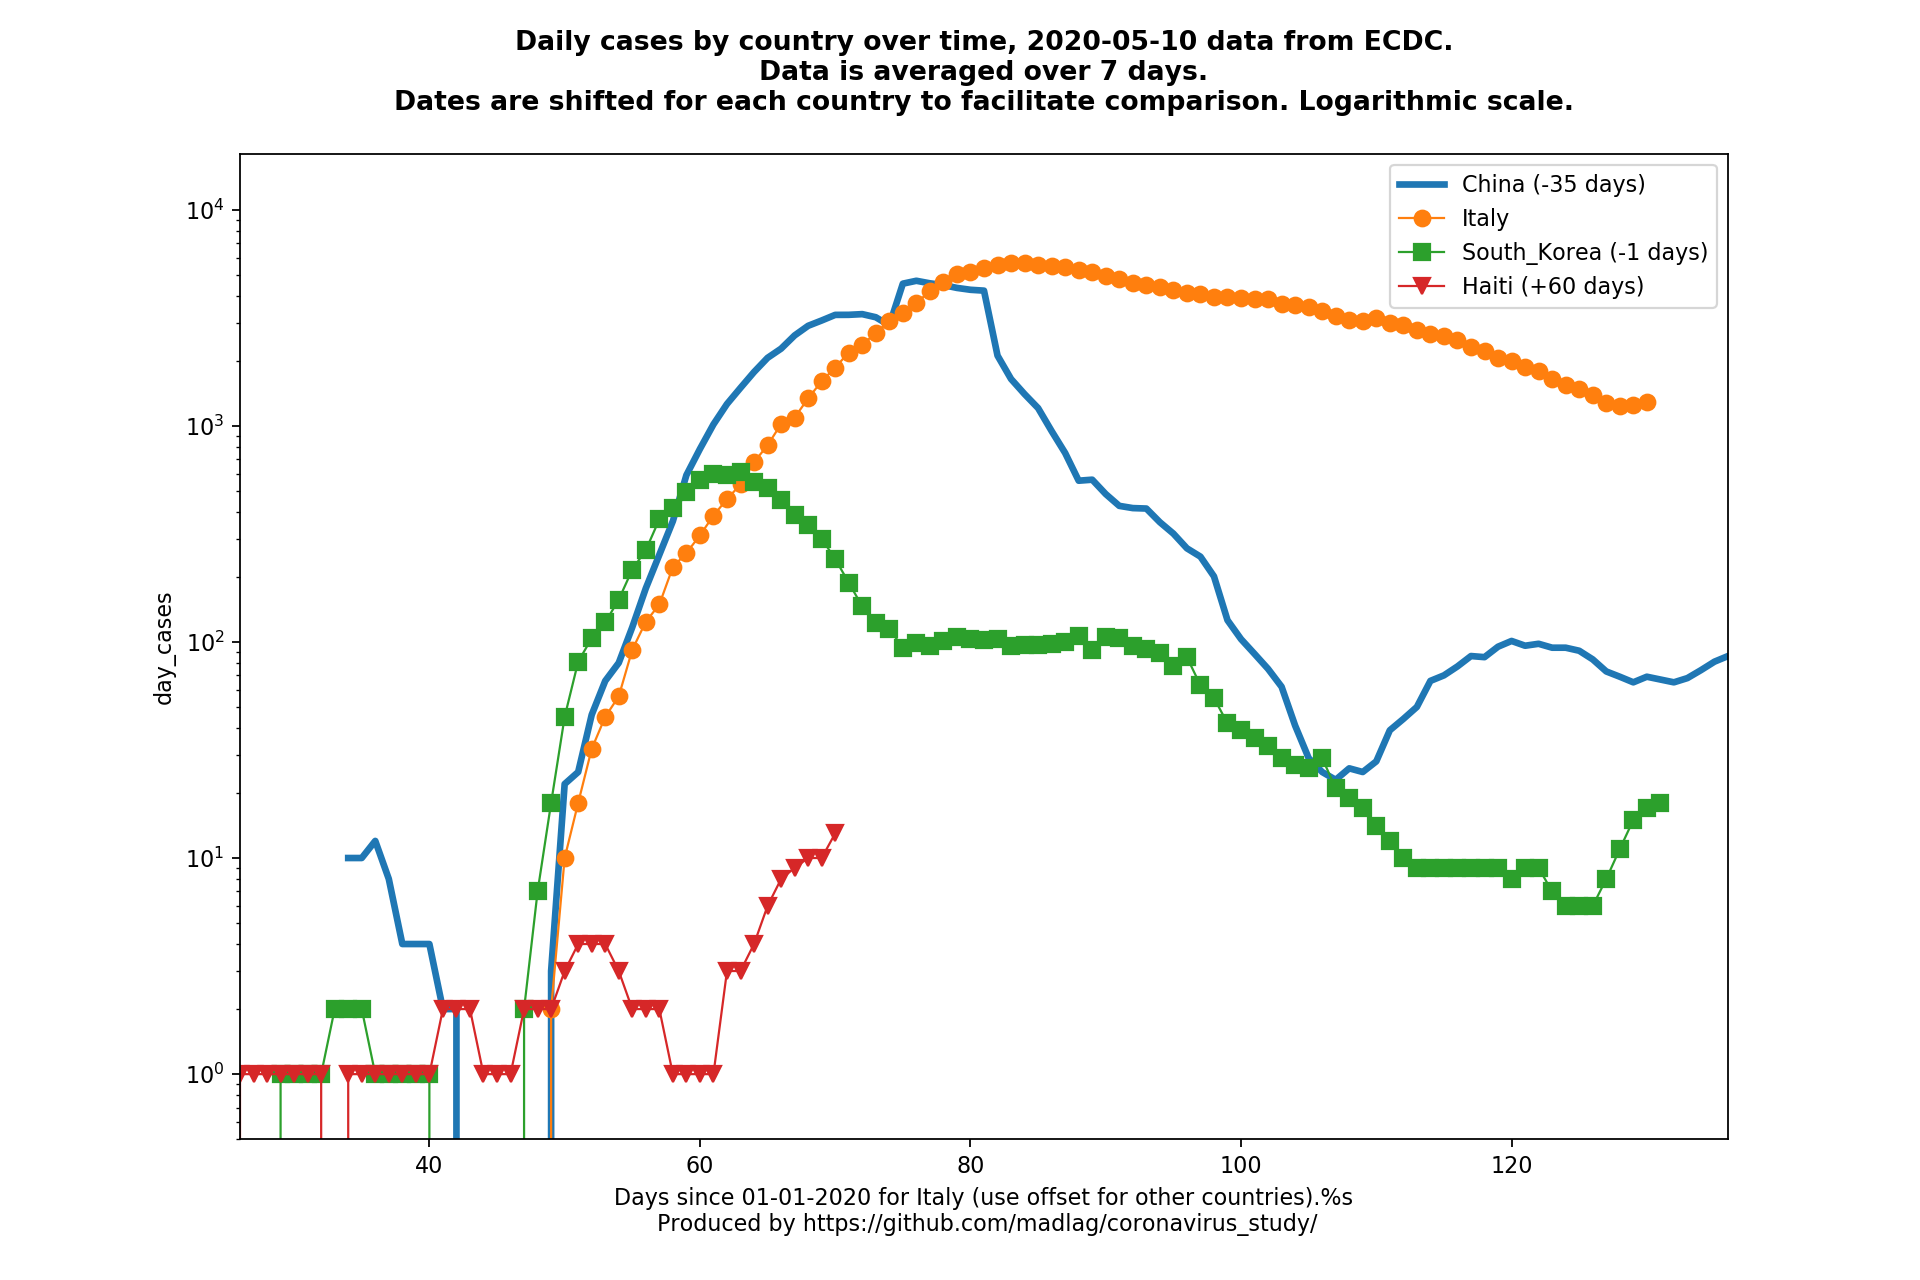 Daily cases by country over time, 2020-05-10 data from ECDC.
Data is averaged over 7 days.
Dates are shifted for each country to facilitate comparison. Logarithmic scale.
China (-35 days)
Italy
South_Korea (-1 days)
Haiti (+60 days)
day_cases
10⁴
10³
10²
10¹
10⁰
40 60 80 100 120
Days since 01-01-2020 for Italy (use offset for other countries).%s
Produced by https://github.com/madlag/coronavirus_study/